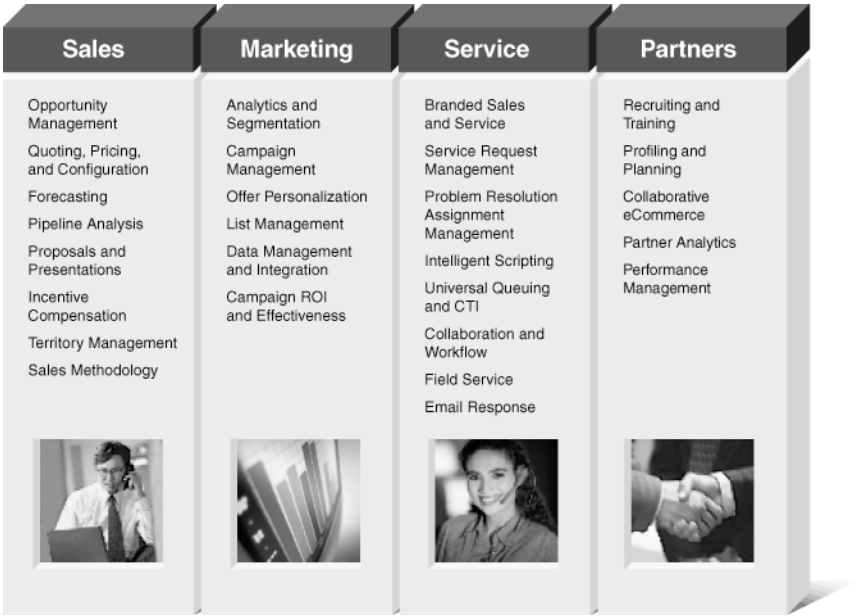 Sales
Opportunity
Management
Quoting, Pricing,
and Configuration
Forecasting
Pipeline Analysis
Proposals and
Presentations
Incentive
Compensation
Territory Management
Sales Methodology
Marketing
Analytics and
Segmentation
Campaign
Management
Offer Personalization
List Management
Data Management
and Integration
Campaign ROI
and Effectiveness
Service
Branded Sales
and Service
Service Request
Management
Problem Resolution
Assignment
Management
Intelligent Scripting
Universal Queuing
and CTI
Collaboration and
Workflow
Field Service
Email Response
Partners
Recruiting and
Training
Profiling and
Planning
Collaborative
eCommerce
Partner Analytics
Performance
Management